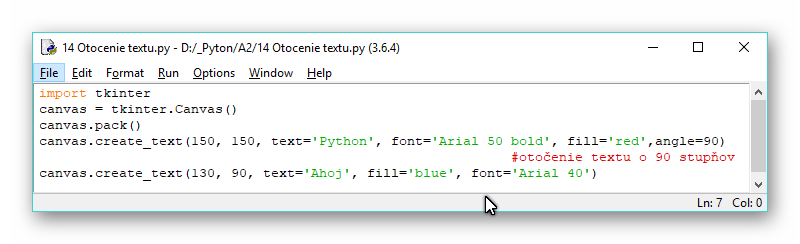 14 Otocenie textu.py - D:/_Pyton/A2/14 Otocenie textu.py (3.6.4)
File Edit Format Run Options Window Help
import tkinter
canvas = tkinter.Canvas()
canvas.pack()
canvas.create_text(150, 150, text='Python', font='Arial 50 bold', fill='red',angle=90)
#otočenie textu o 90 stupňov
canvas.create_text(130, 90, text='Ahoj', fill='blue', font='Arial 40')
Ln: 7 Col: 0